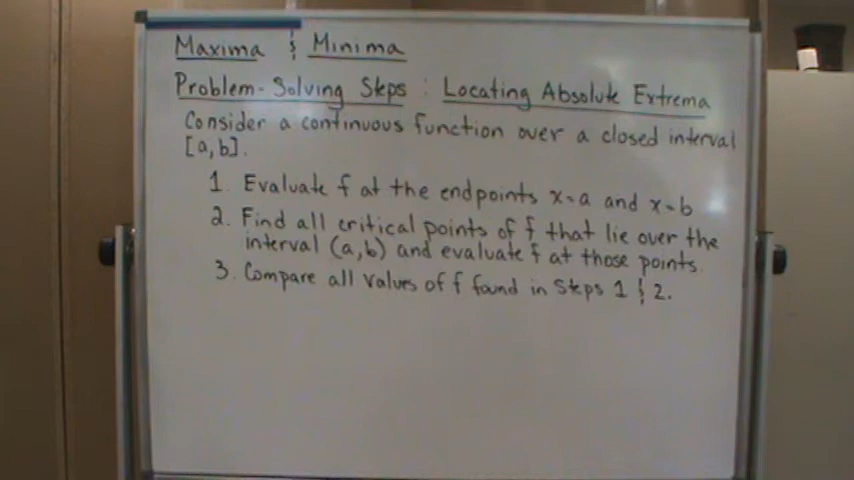 Maxima & Minima
Problem-Solving Steps : Locating Absolute Extrema
Consider a continuous function over a closed interval
[a,b].
1. Evaluate f at the endpoints x=a and x=b
2. Find all critical points of f that lie over the
interval (a,b) and evaluate f at those points.
3. Compare all values of f found in Steps 1 & 2.